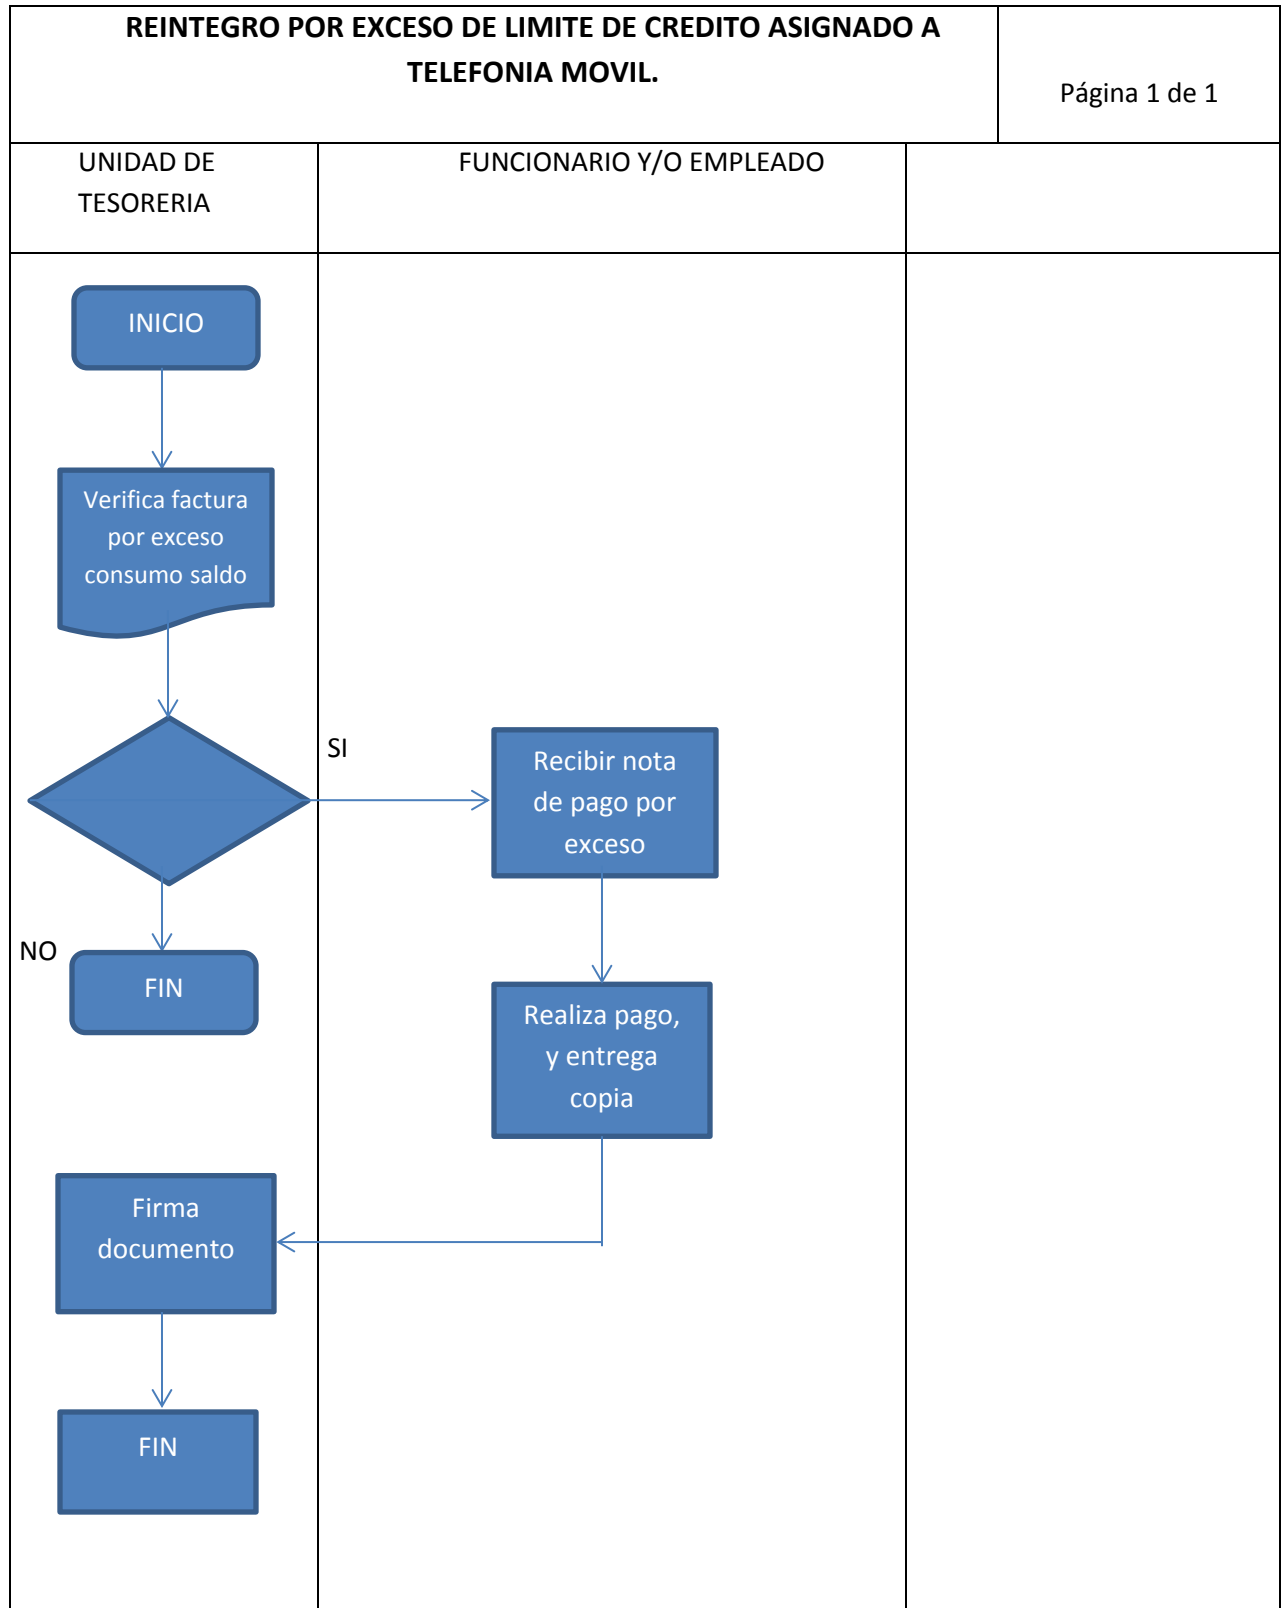 REINTEGRO POR EXCESO DE LIMITE DE CREDITO ASIGNADO A
TELEFONIA MOVIL.
Página 1 de 1
UNIDAD DE
TESORERIA
FUNCIONARIO Y/O EMPLEADO
INICIO
Verifica factura
por exceso
consumo saldo
SI
Recibir nota
de pago por
exceso
NO
FIN
Realiza pago,
y entrega
copia
Firma
documento
FIN